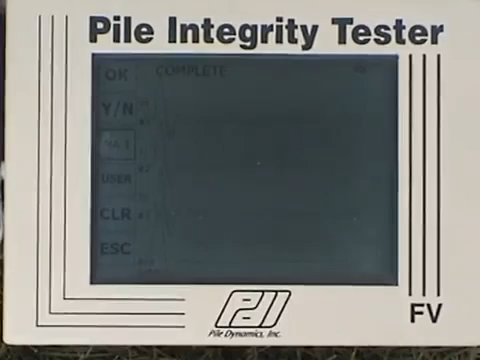 Pile Integrity Tester
OK
COMPLETE
Y/N
USER
CLR
ESC
PDI
Pile Dynamics, Inc.
FV